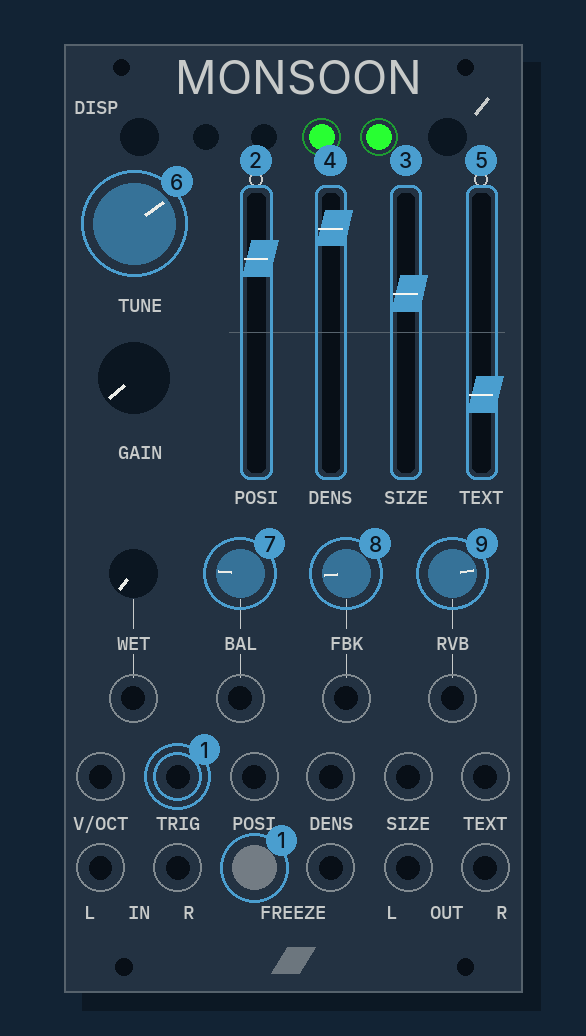 MONSOON
DISP
2 4 3 5
6
TUNE
GAIN
POSI DENS SIZE TEXT
7 8 9
WET BAL FBK RVB
1
V/OCT TRIG POSI DENS SIZE TEXT
1
L IN R FREEZE L OUT R